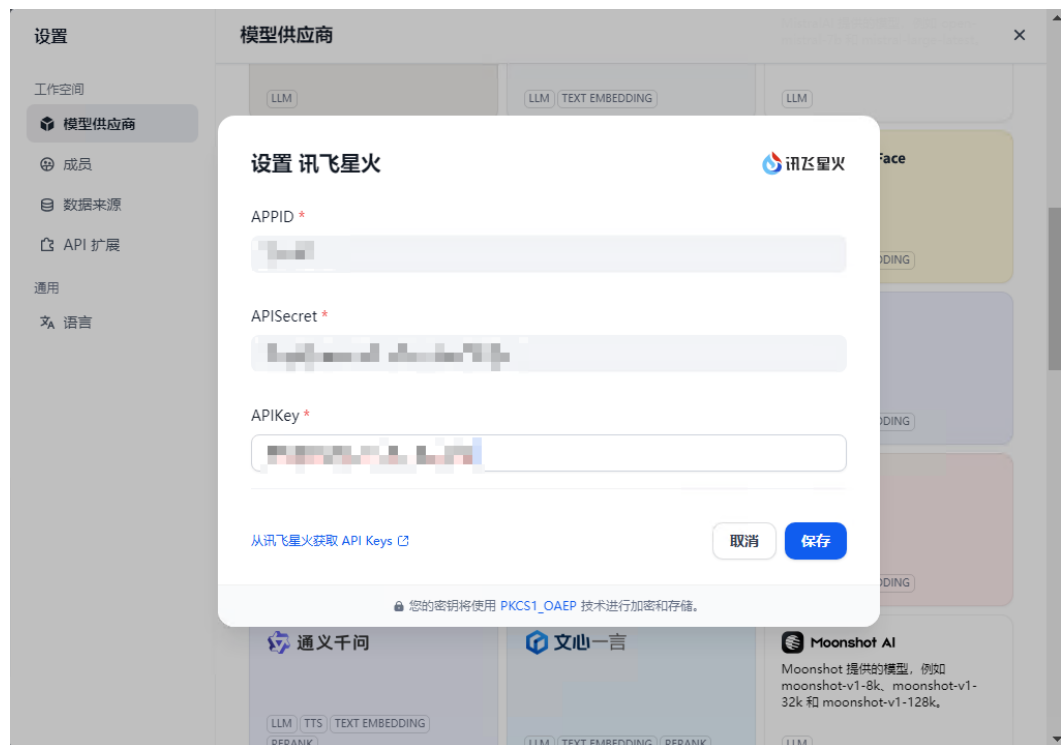 设置
模型供应商
工作空间
模型供应商
成员
数据来源
API 扩展
通用
语言
LLM
LLM TEXT EMBEDDING
LLM
Face
DDING
DDING
DDING
设置 讯飞星火
讯飞星火
APPID *
APISecret *
APIKey *
从讯飞星火获取 API Keys
取消
保存
您的密钥将使用 PKCS1_OAEP 技术进行加密和存储。
通义千问
LLM TTS TEXT EMBEDDING
RERANK
文心一言
LLM TEXT EMBEDDING RERANK
Moonshot AI
Moonshot 提供的模型，例如
moonshot-v1-8k、moonshot-v1-
32k 和 moonshot-v1-128k。
LLM